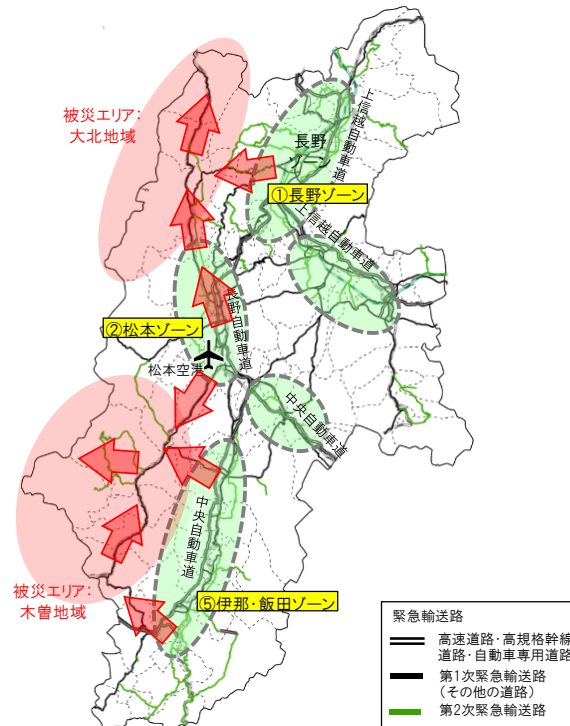 被災エリア:
大北地域
長野
ゾーン
上信越自動車道
①長野ゾーン
上信越自動車道
長野自動車道
②松本ゾーン
松本空港
中央自動車道
中央自動車道
被災エリア:
木曽地域
⑤伊那・飯田ゾーン
緊急輸送路
高速道路・高規格幹線
道路・自動車専用道路
第1次緊急輸送路
(その他の道路)
第2次緊急輸送路